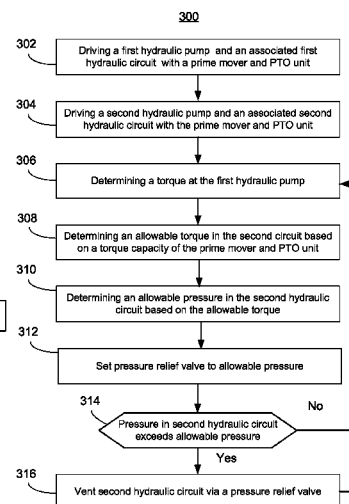 300
302
Driving a first hydraulic pump and an associated first
hydraulic circuit with a prime mover and PTO unit
304
Driving a second hydraulic pump and an associated second
hydraulic circuit with the prime mover and PTO unit
306
Determining a torque at the first hydraulic pump
308
Determining an allowable torque in the second circuit based
on a torque capacity of the prime mover and PTO unit
310
Determining an allowable pressure in the second hydraulic
circuit based on the allowable torque
312
Set pressure relief valve to allowable pressure
314
Pressure in second hydraulic circuit
exceeds allowable pressure
No
Yes
316
Vent second hydraulic circuit via a pressure relief valve